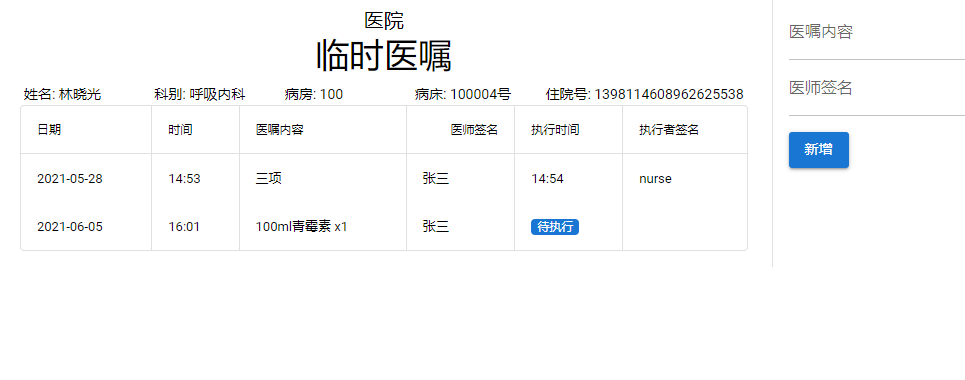 医院
临时医嘱
姓名: 林晓光 科别: 呼吸内科 病房: 100 病床: 100004号 住院号: 1398114608962625538
日期 时间 医嘱内容 医师签名 执行时间 执行者签名
2021-05-28 14:53 三项 张三 14:54 nurse
2021-06-05 16:01 100ml青霉素 x1 张三 待执行
医嘱内容
医师签名
新增